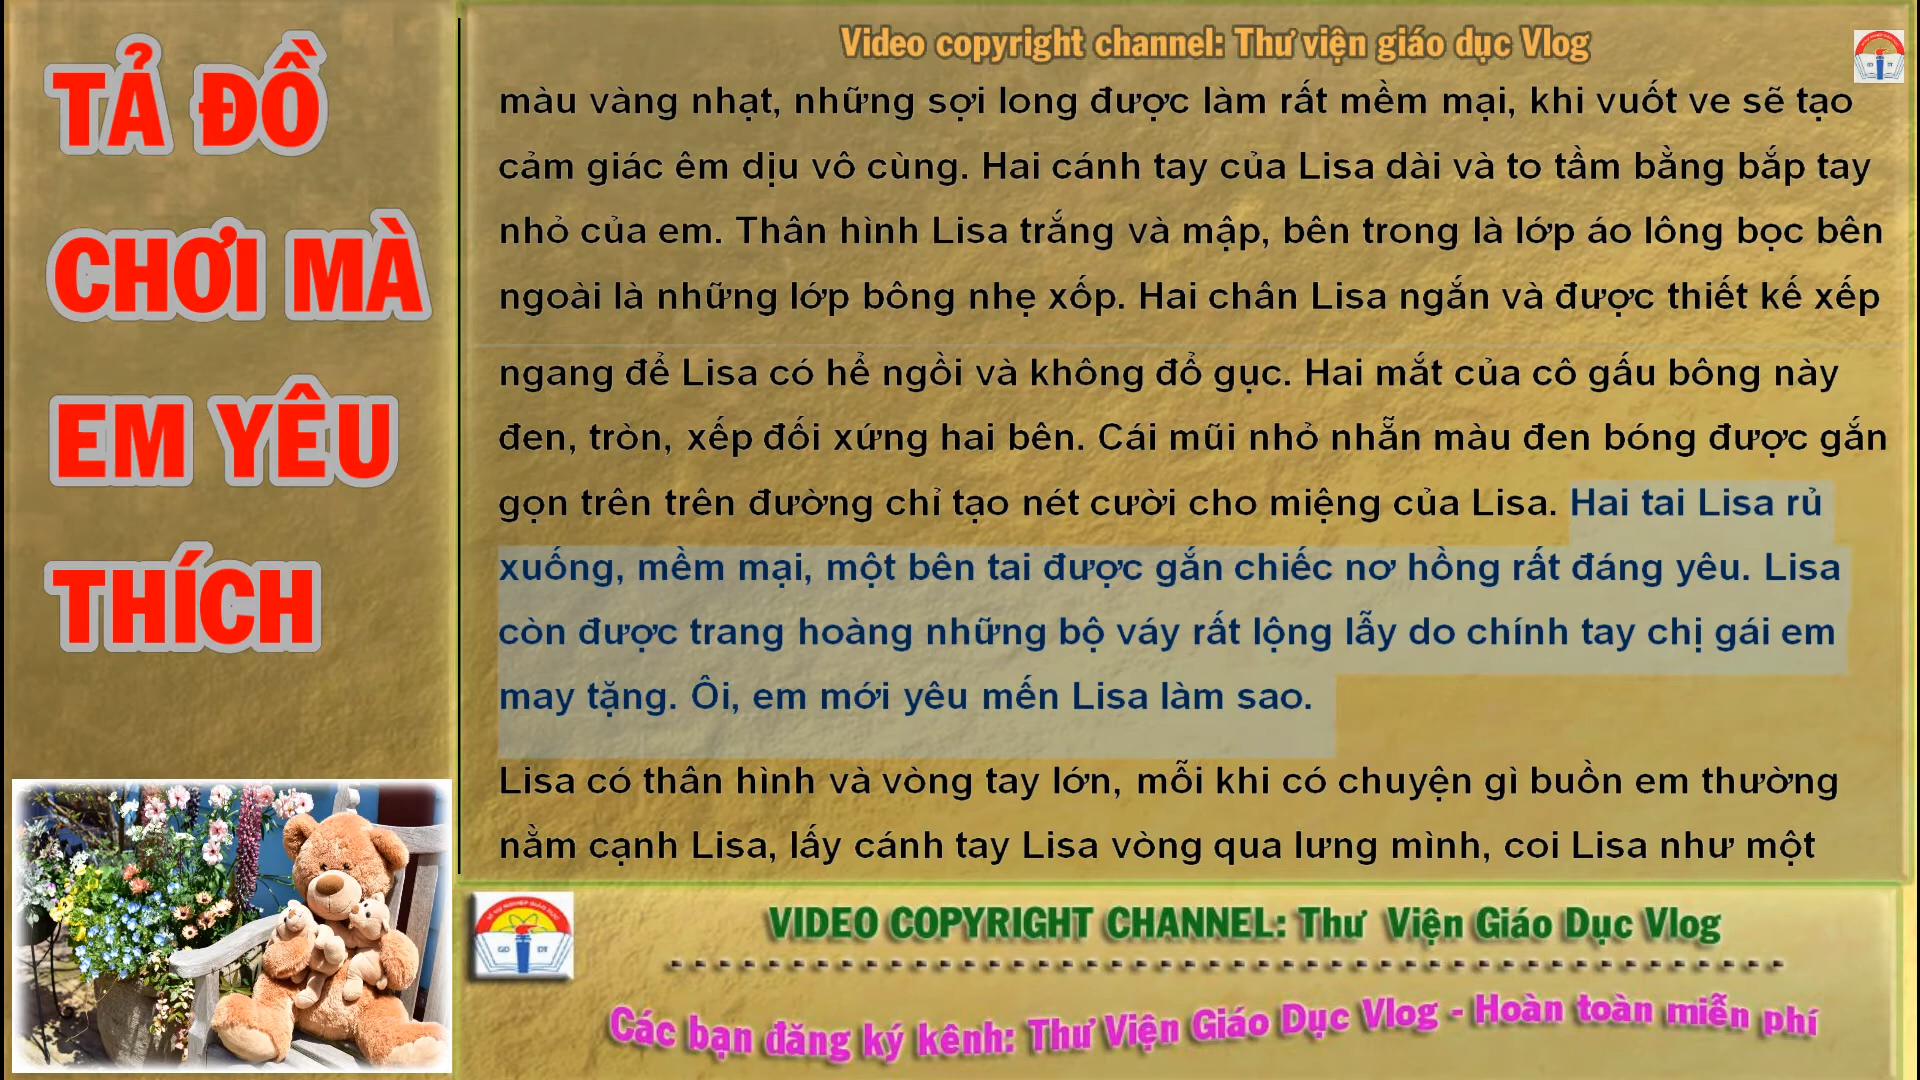 TẢ ĐỒ
CHƠI MÀ
EM YÊU
THÍCH
Video copyright channel: Thư viện giáo dục Vlog
màu vàng nhạt, những sợi long được làm rất mềm mại, khi vuốt ve sẽ tạo
cảm giác êm dịu vô cùng. Hai cánh tay của Lisa dài và to tầm bằng bắp tay
nhỏ của em. Thân hình Lisa trắng và mập, bên trong là lớp áo lông bọc bên
ngoài là những lớp bông nhẹ xốp. Hai chân Lisa ngắn và được thiết kế xếp
ngang để Lisa có hể ngồi và không đổ gục. Hai mắt của cô gấu bông này
đen, tròn, xếp đối xứng hai bên. Cái mũi nhỏ nhẵn màu đen bóng được gắn
gọn trên trên đường chỉ tạo nét cười cho miệng của Lisa. Hai tai Lisa rủ
xuống, mềm mại, một bên tai được gắn chiếc nơ hồng rất đáng yêu. Lisa
còn được trang hoàng những bộ váy rất lộng lẫy do chính tay chị gái em
may tặng. Ôi, em mới yêu mến Lisa làm sao.
Lisa có thân hình và vòng tay lớn, mỗi khi có chuyện gì buồn em thường
nằm cạnh Lisa, lấy cánh tay Lisa vòng qua lưng mình, coi Lisa như một
VIDEO COPYRIGHT CHANNEL: Thư Viện Giáo Dục Vlog
GD ĐT
Các bạn đăng ký kênh: Thư Viện Giáo Dục Vlog - Hoàn toàn miễn phí